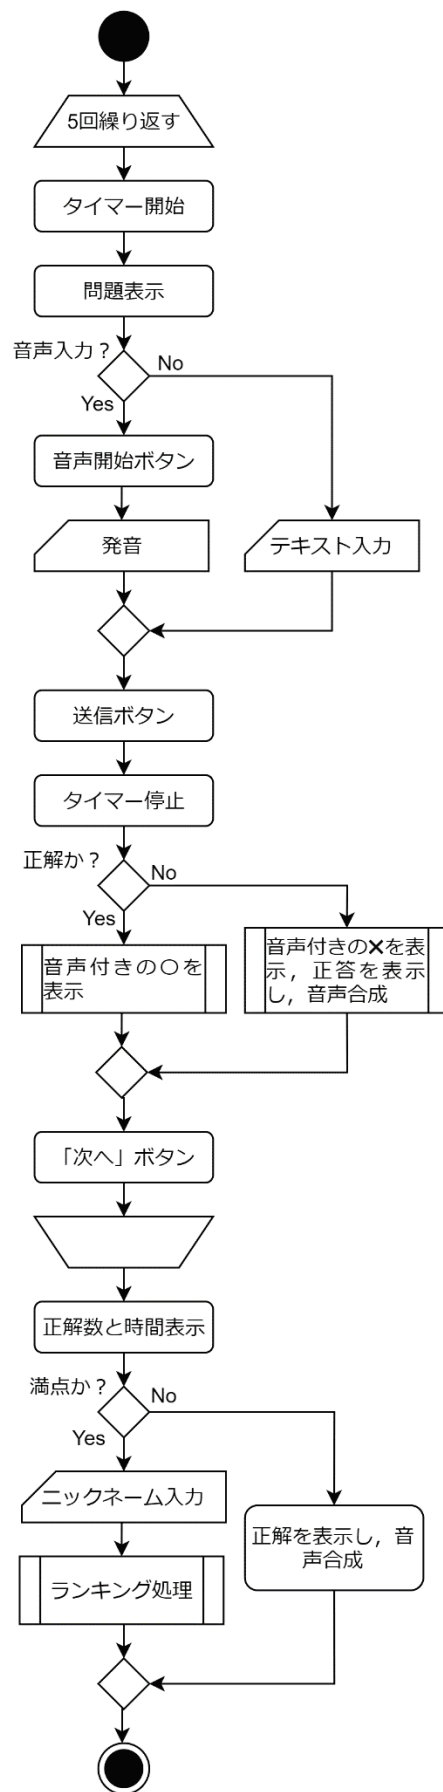 5回繰り返す
タイマー開始
問題表示
音声入力？
No
Yes
音声開始ボタン
発音
テキスト入力
送信ボタン
タイマー停止
正解か？
No
Yes
音声付きの〇を
表示
音声付きの✖を表
示，正答を表示
し，音声合成
「次へ」ボタン
正解数と時間表示
満点か？
No
Yes
ニックネーム入力
正解を表示し，音
声合成
ランキング処理